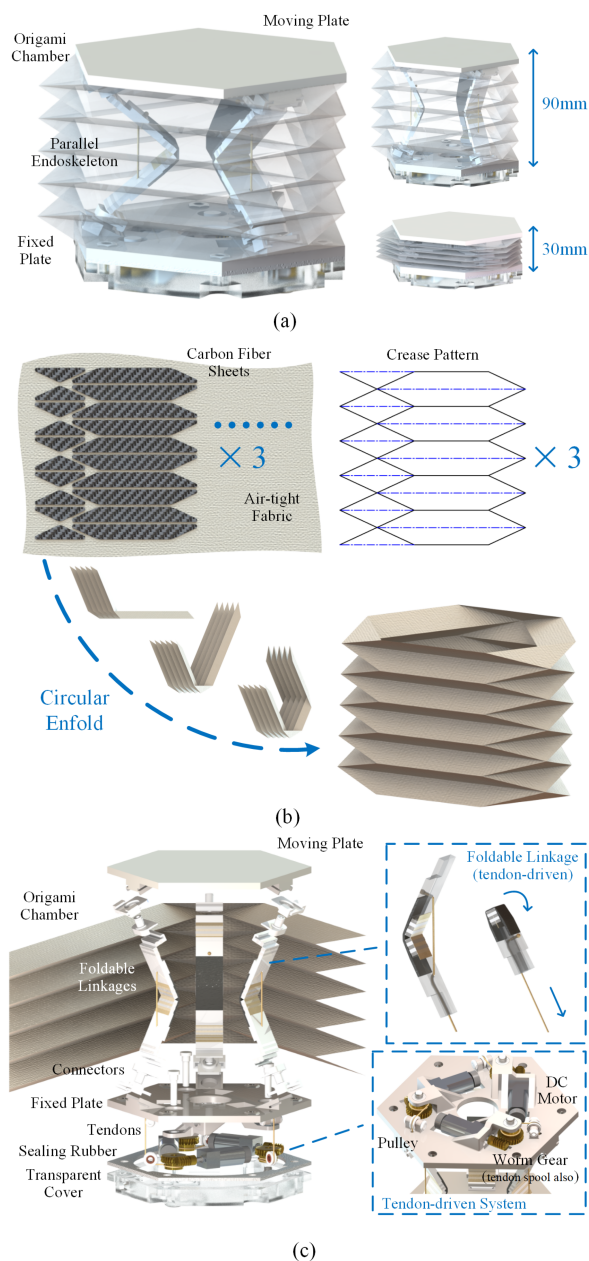 Moving Plate
Origami
Chamber
Parallel
Endoskeleton
Fixed
Plate
90mm
30mm
(a)
Carbon Fiber
Sheets
Crease Pattern
× 3
× 3
Air-tight
Fabric
Circular
Enfold
(b)
Moving Plate
Origami
Chamber
Foldable
Linkages
Connectors
Fixed Plate
Tendons
Sealing Rubber
Transparent
Cover
Foldable Linkage
(tendon-driven)
DC
Motor
Pulley
Worm Gear
(tendon spool also)
Tendon-driven System
(c)